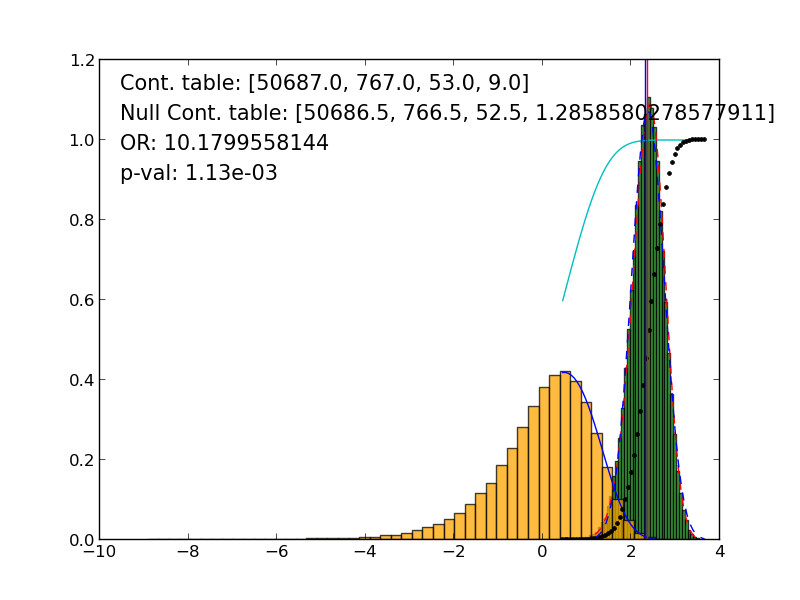 Cont. table: [50687.0, 767.0, 53.0, 9.0]
Null Cont. table: [50686.5, 766.5, 52.5, 1.2858580278577911]
OR: 10.1799558144
p-val: 1.13e-03
1.2
1.0
0.8
0.6
0.4
0.2
0.0
−10 −8 −6 −4 −2 0 2 4